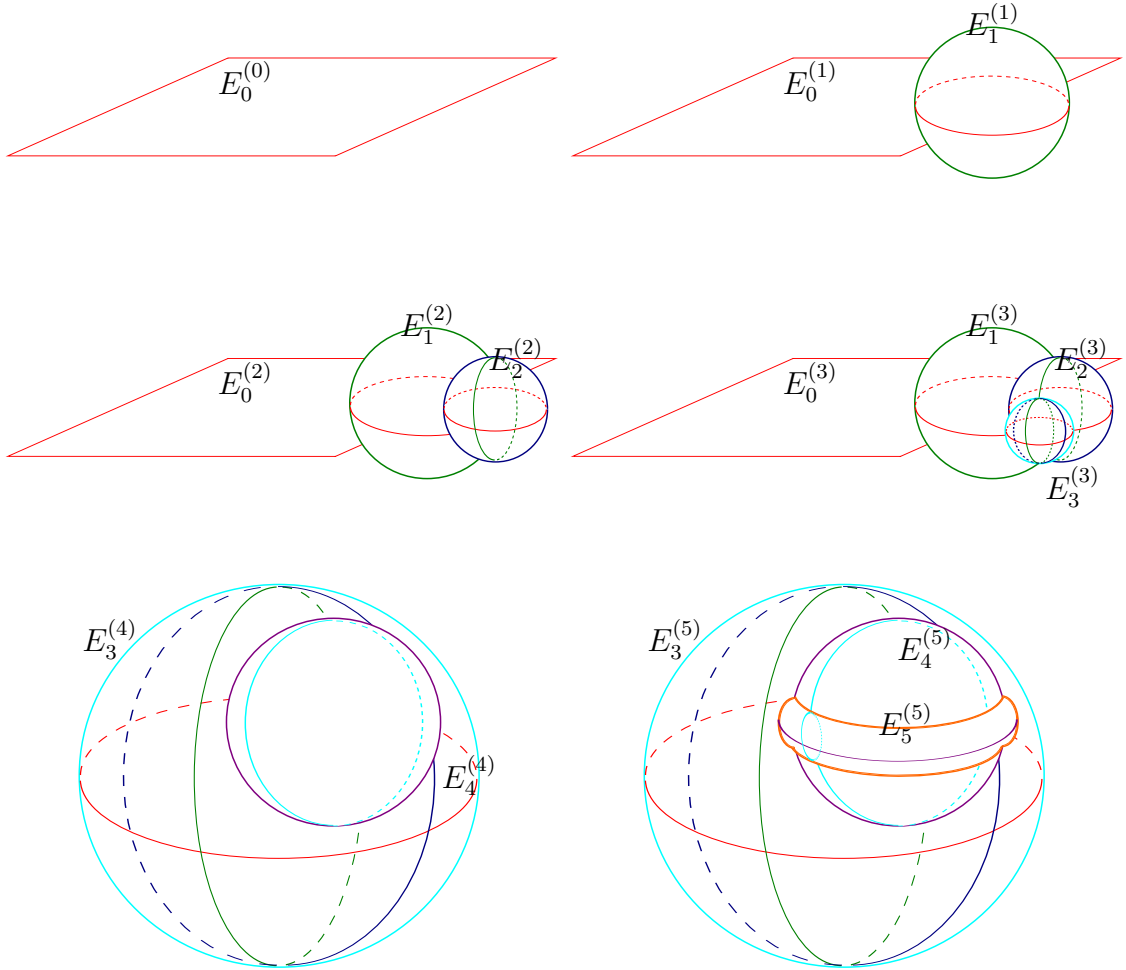 E_0^{(0)}
E_1^{(1)}
E_0^{(1)}
E_1^{(2)}
E_2^{(2)}
E_0^{(2)}
E_1^{(3)}
E_2^{(3)}
E_0^{(3)}
E_3^{(3)}
E_3^{(4)}
E_4^{(4)}
E_3^{(5)}
E_4^{(5)}
E_5^{(5)}